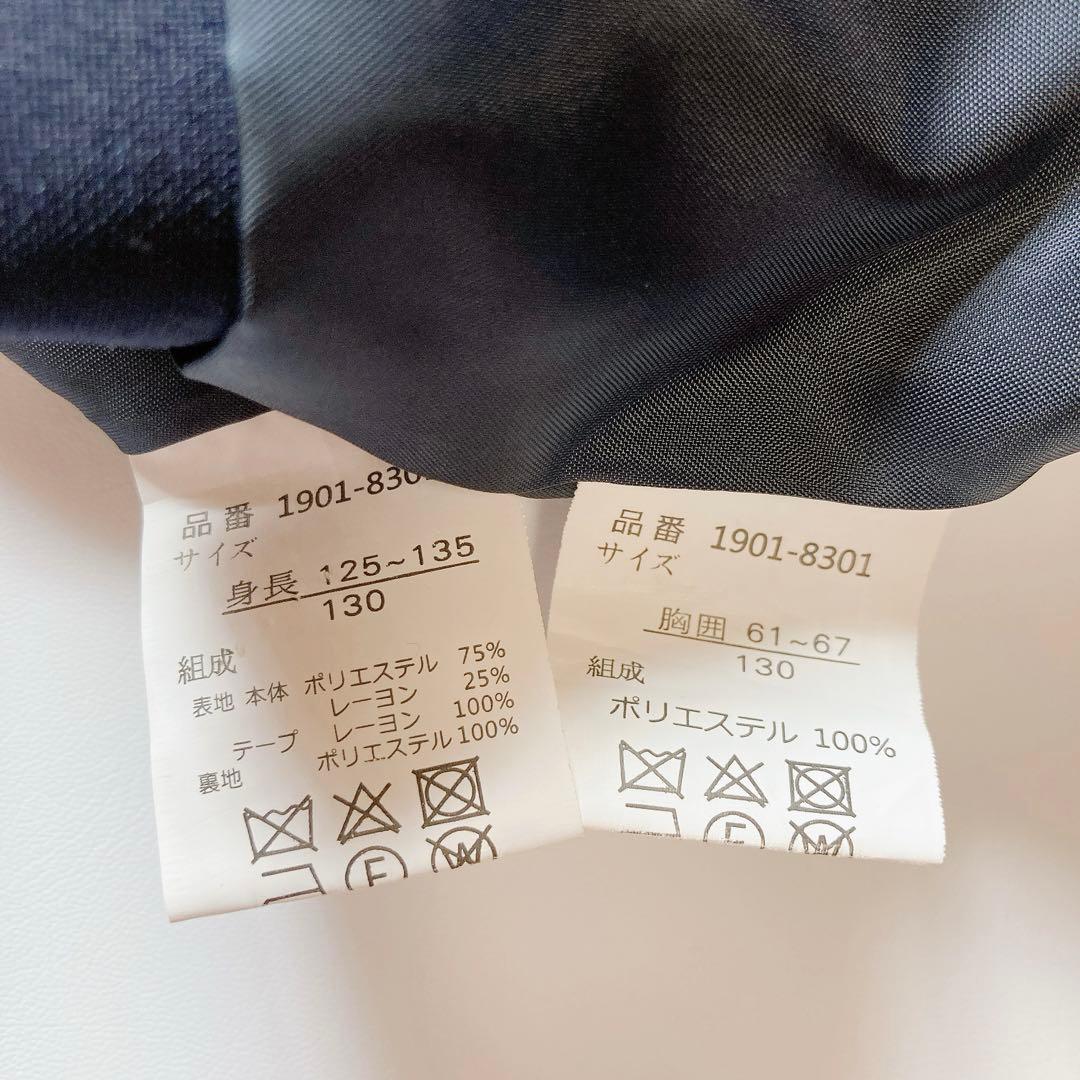 品番 1901-830
サイズ
身長 125~135
130
組成
表地 本体 ポリエステル 75%
レーヨン 25%
テープ レーヨン 100%
裏地 ポリエステル 100%
F
W
品番 1901-8301
サイズ
胸囲 61~67
130
組成
ポリエステル 100%
F
W